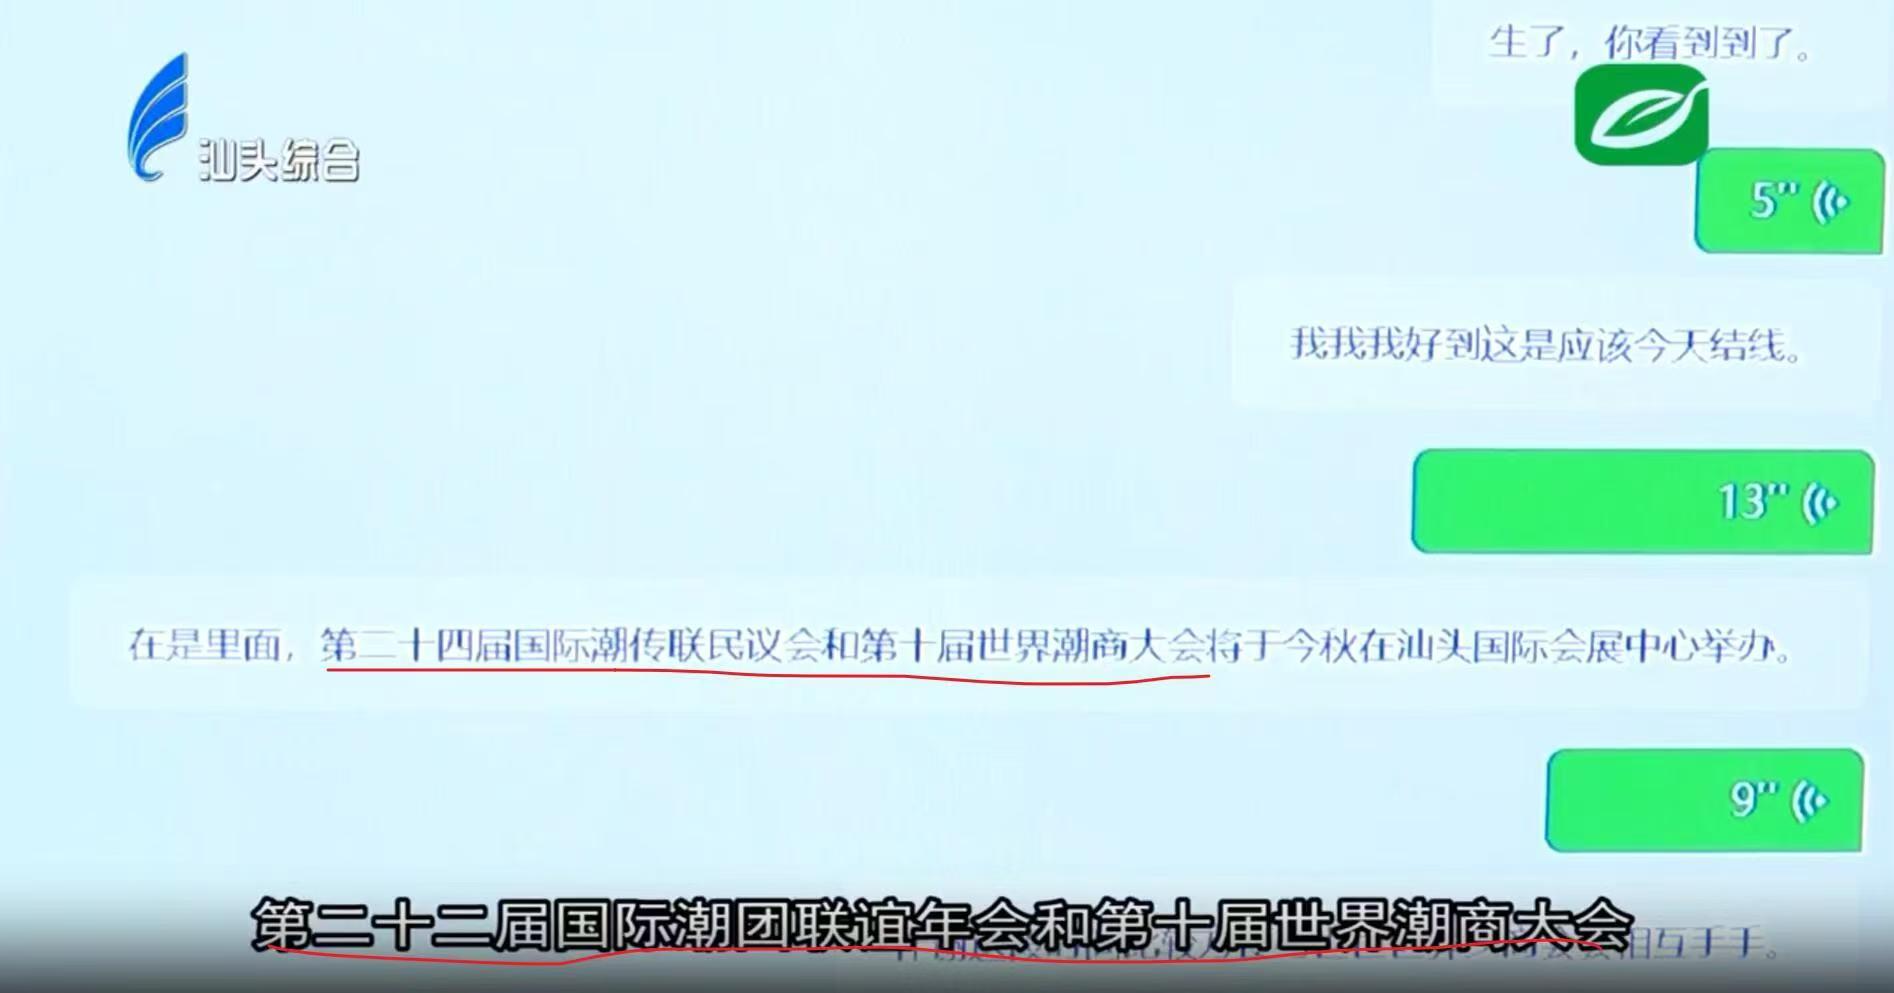 生了，你看到到了。
汕头综合
5"
我我我好到这是应该今天结线。
13"
在是里面，第二十四届国际潮传联民议会和第十届世界潮商大会将于今秋在汕头国际会展中心举办。
9"
第二十二届国际潮团联谊年会和第十届世界潮商大会
相互于手。